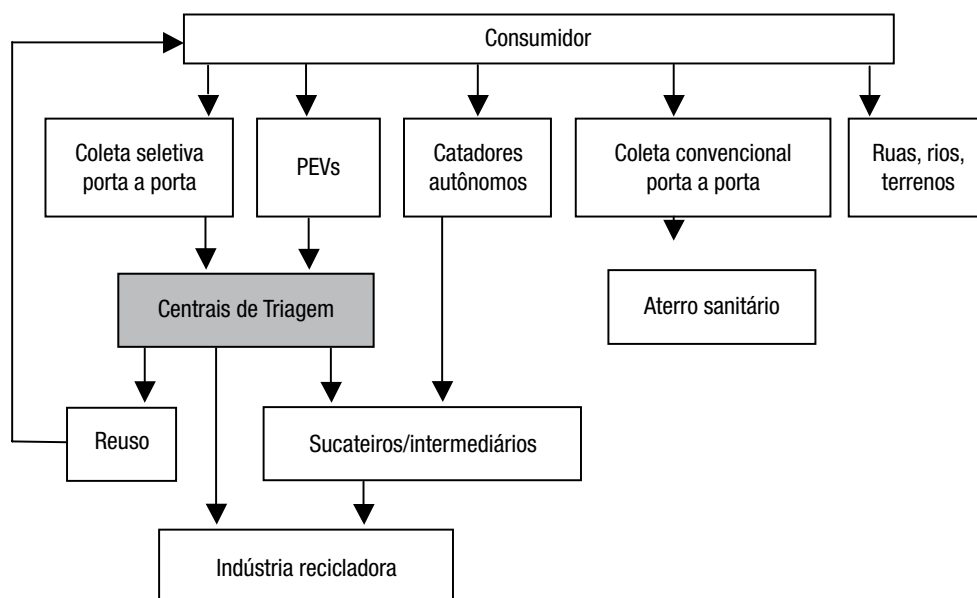 Consumidor
Coleta seletiva
porta a porta
PEVs
Catadores
autônomos
Coleta convencional
porta a porta
Ruas, rios,
terrenos
Centrais de Triagem
Aterro sanitário
Reuso
Sucateiros/intermediários
Indústria recicladora